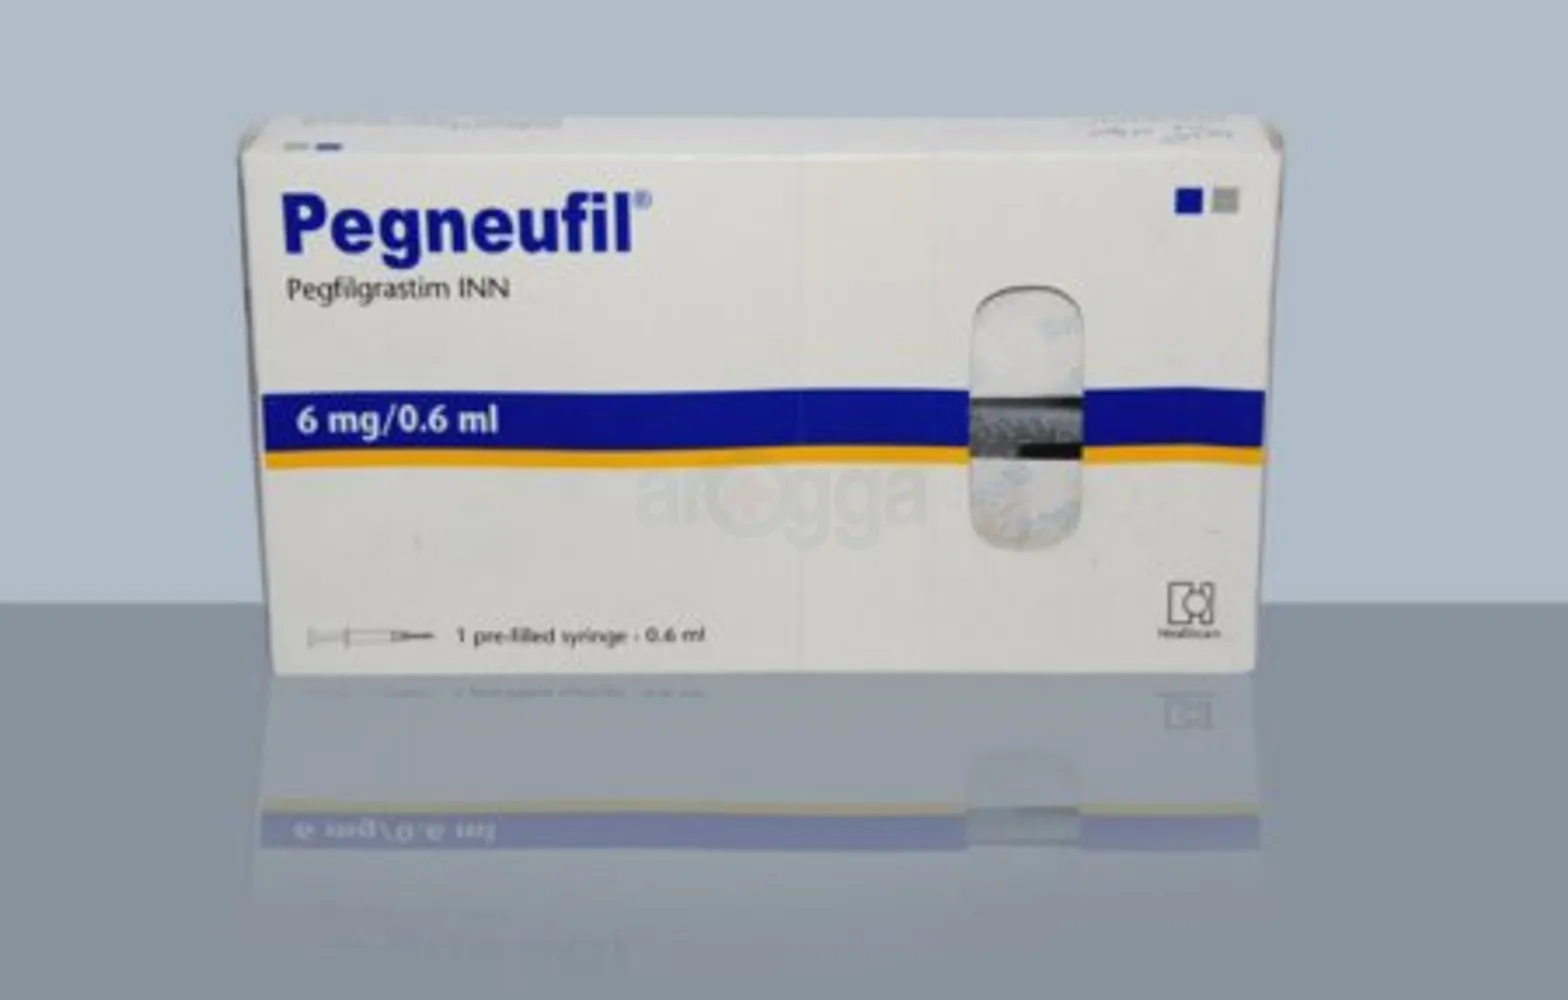 Pegneufil®
Pegfilgrastim INN
6 mg/0.6 ml
arogga
1 pre-filled syringe - 0.6 ml
Healthcare